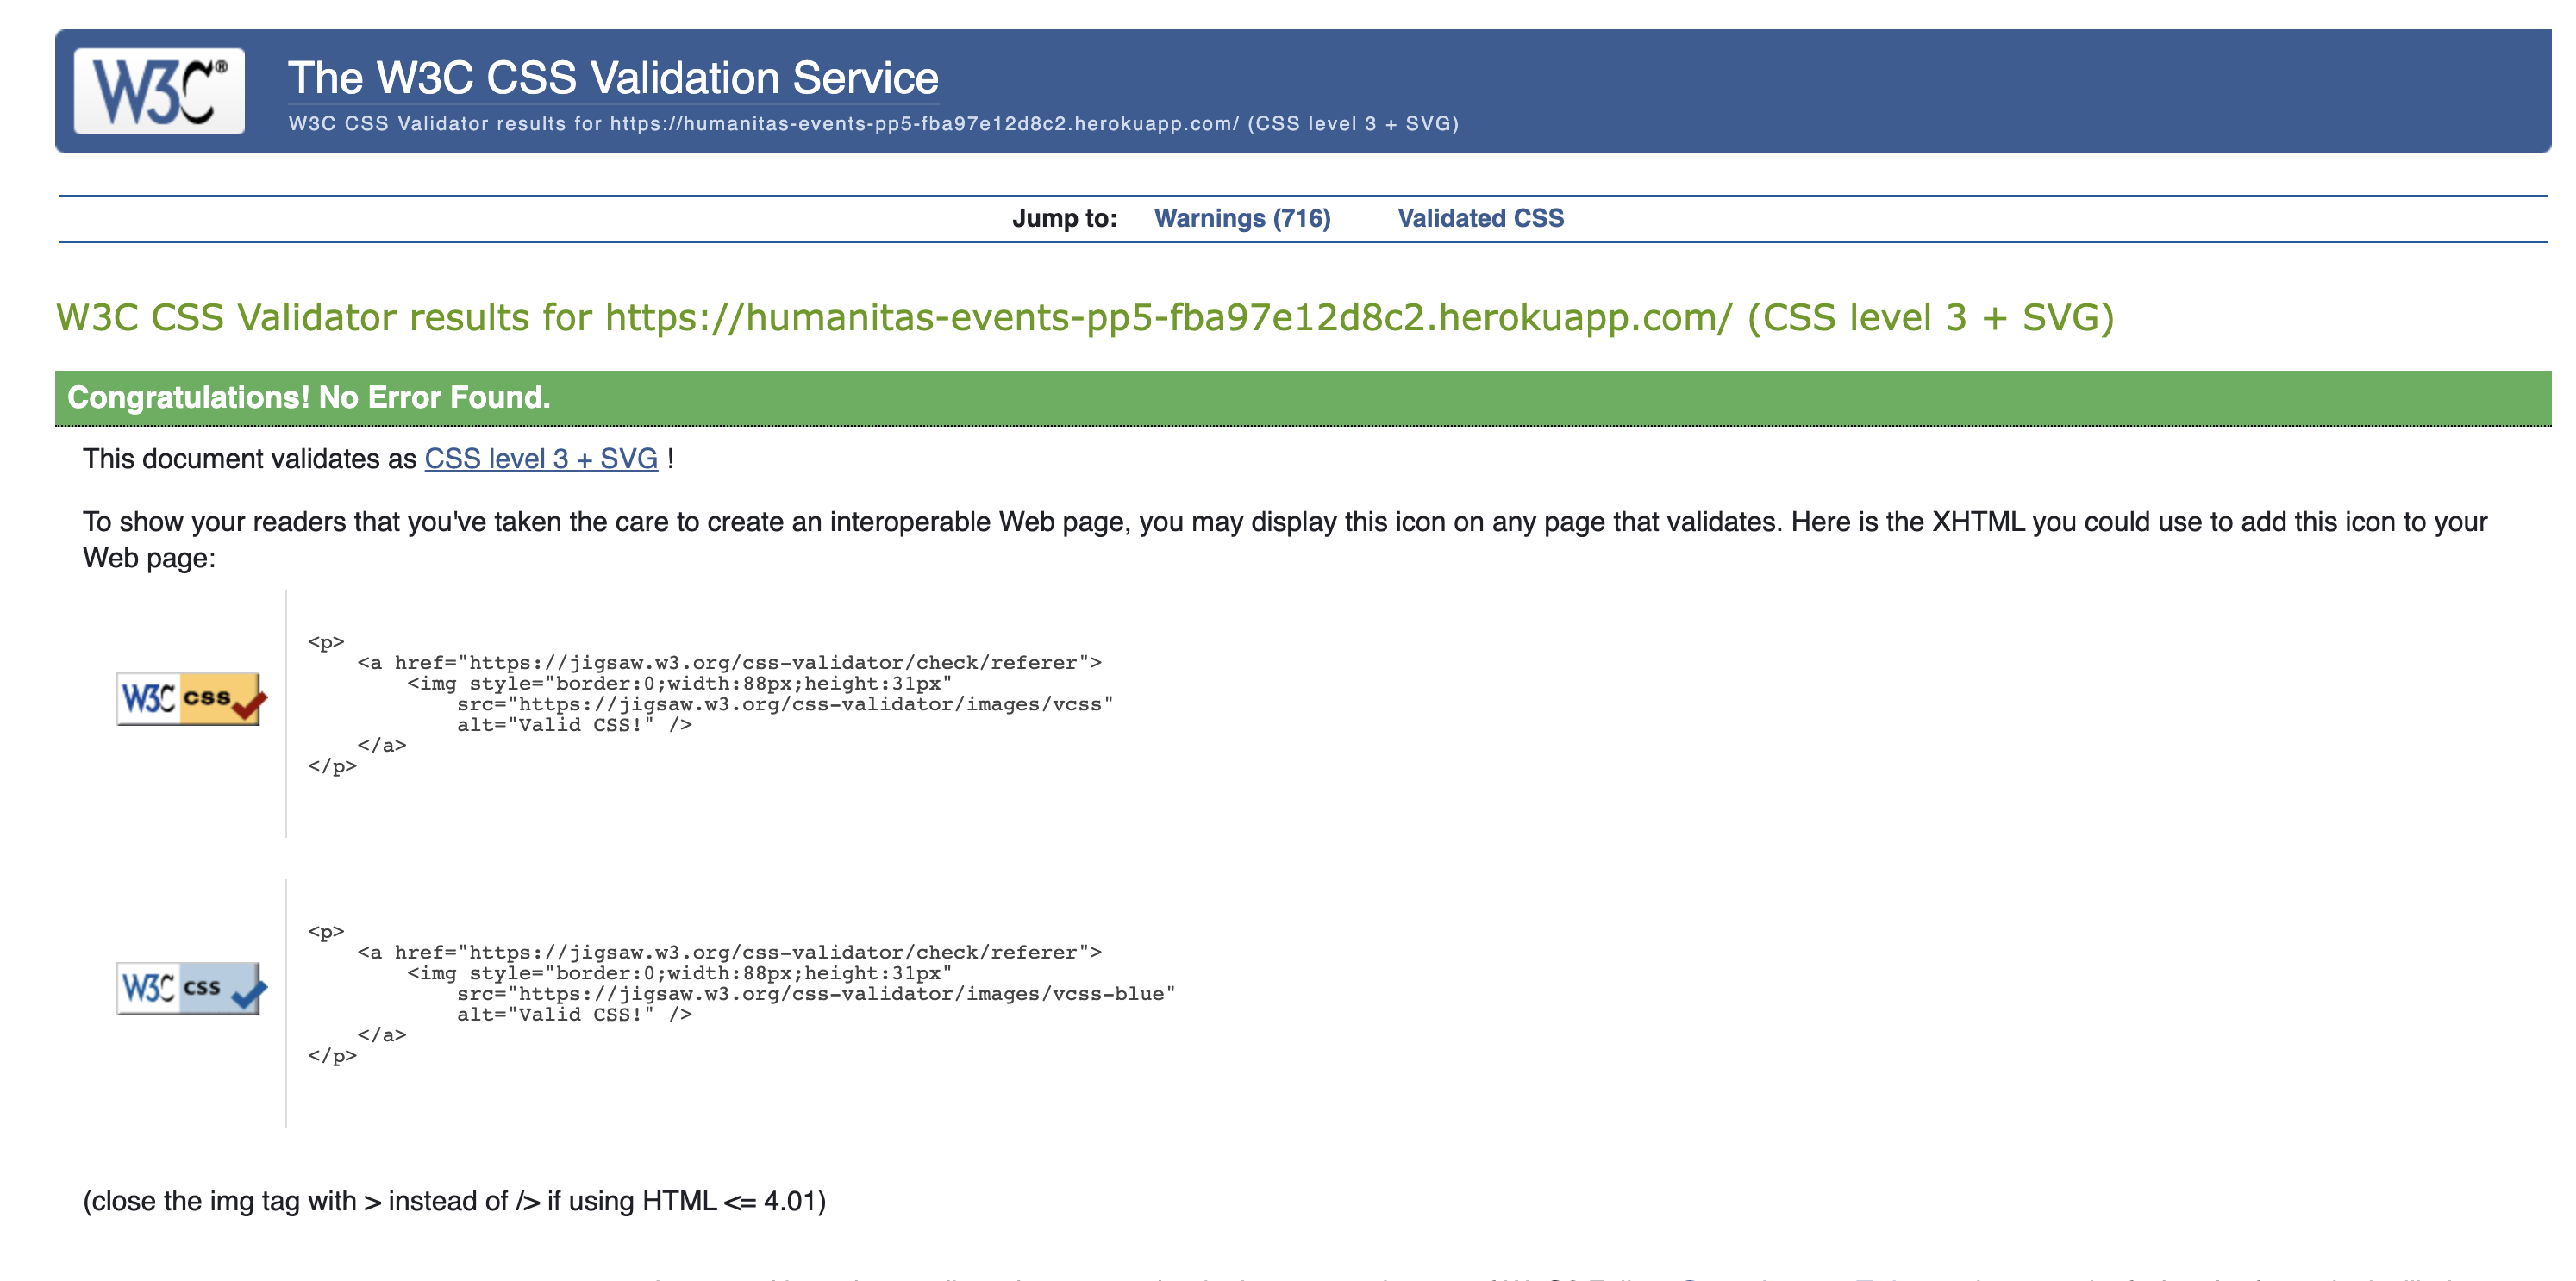 W3C®
The W3C CSS Validation Service
W3C CSS Validator results for https://humanitas-events-pp5-fba97e12d8c2.herokuapp.com/ (CSS level 3 + SVG)
Jump to: Warnings (716) Validated CSS
W3C CSS Validator results for https://humanitas-events-pp5-fba97e12d8c2.herokuapp.com/ (CSS level 3 + SVG)
Congratulations! No Error Found.
This document validates as CSS level 3 + SVG !
To show your readers that you've taken the care to create an interoperable Web page, you may display this icon on any page that validates. Here is the XHTML you could use to add this icon to your
Web page:
<p>
<a href="https://jigsaw.w3.org/css-validator/check/referer">
<img style="border:0;width:88px;height:31px"
W3C css
src="https://jigsaw.w3.org/css-validator/images/vcss"
alt="Valid CSS!" />
</a>
</p>
<p>
<a href="https://jigsaw.w3.org/css-validator/check/referer">
<img style="border:0;width:88px;height:31px"
W3C css
src="https://jigsaw.w3.org/css-validator/images/vcss-blue"
alt="Valid CSS!" />
</a>
</p>
(close the img tag with > instead of /> if using HTML <= 4.01)